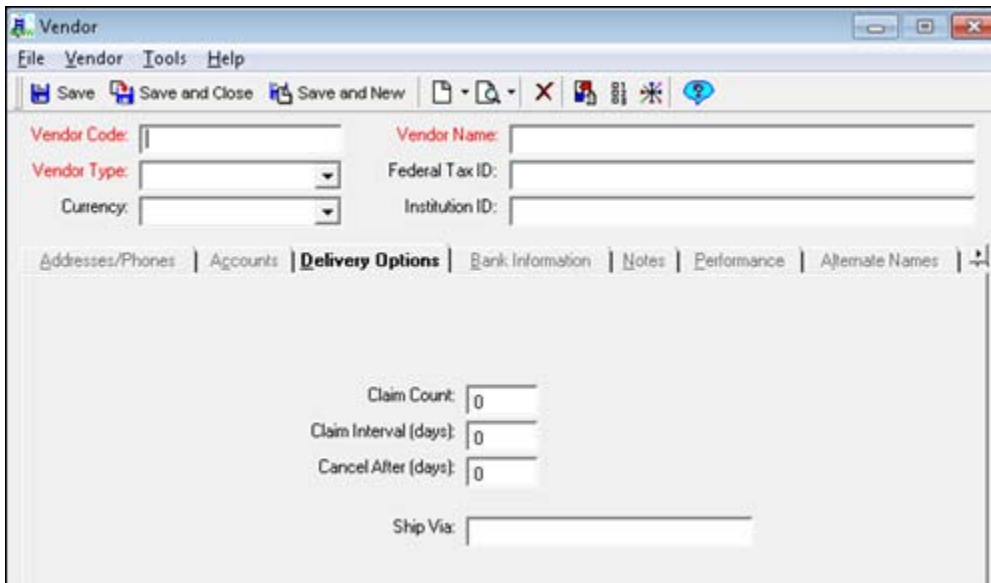 Vendor
File Vendor Tools Help
Save Save and Close Save and New
Vendor Code: Vendor Name:
Vendor Type: Federal Tax ID:
Currency: Institution ID:
Addresses/Phones Accounts Delivery Options Bank Information Notes Performance Alternate Names
Claim Count: 0
Claim Interval (days): 0
Cancel After (days): 0
Ship Via: